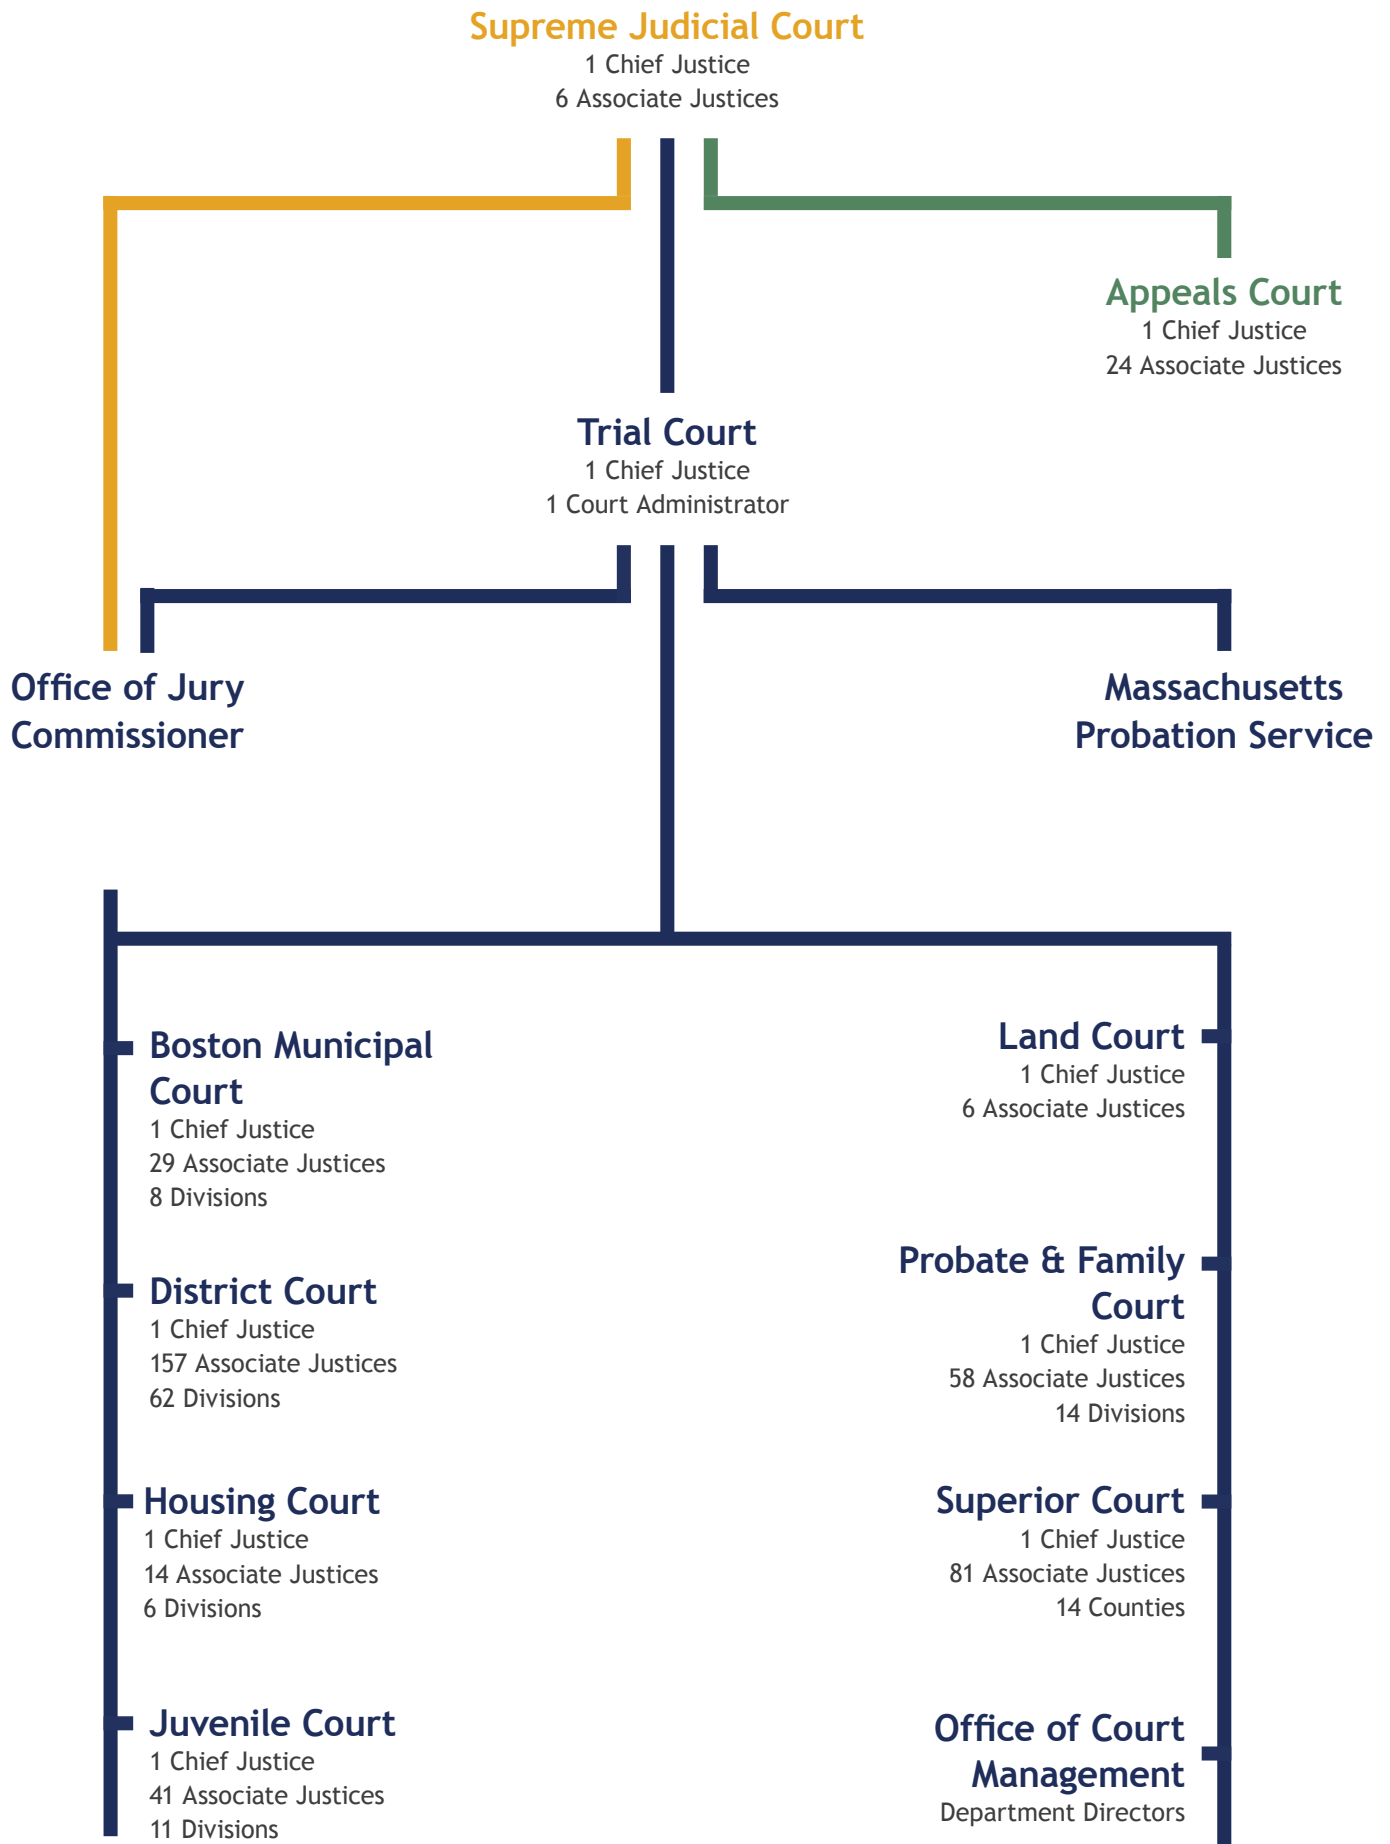 Supreme Judicial Court
1 Chief Justice
6 Associate Justices
Appeals Court
1 Chief Justice
24 Associate Justices
Trial Court
1 Chief Justice
1 Court Administrator
Office of Jury
Commissioner
Massachusetts
Probation Service
Boston Municipal
Court
1 Chief Justice
29 Associate Justices
8 Divisions
District Court
1 Chief Justice
157 Associate Justices
62 Divisions
Housing Court
1 Chief Justice
14 Associate Justices
6 Divisions
Juvenile Court
1 Chief Justice
41 Associate Justices
11 Divisions
Land Court
1 Chief Justice
6 Associate Justices
Probate & Family
Court
1 Chief Justice
58 Associate Justices
14 Divisions
Superior Court
1 Chief Justice
81 Associate Justices
14 Counties
Office of Court
Management
Department Directors